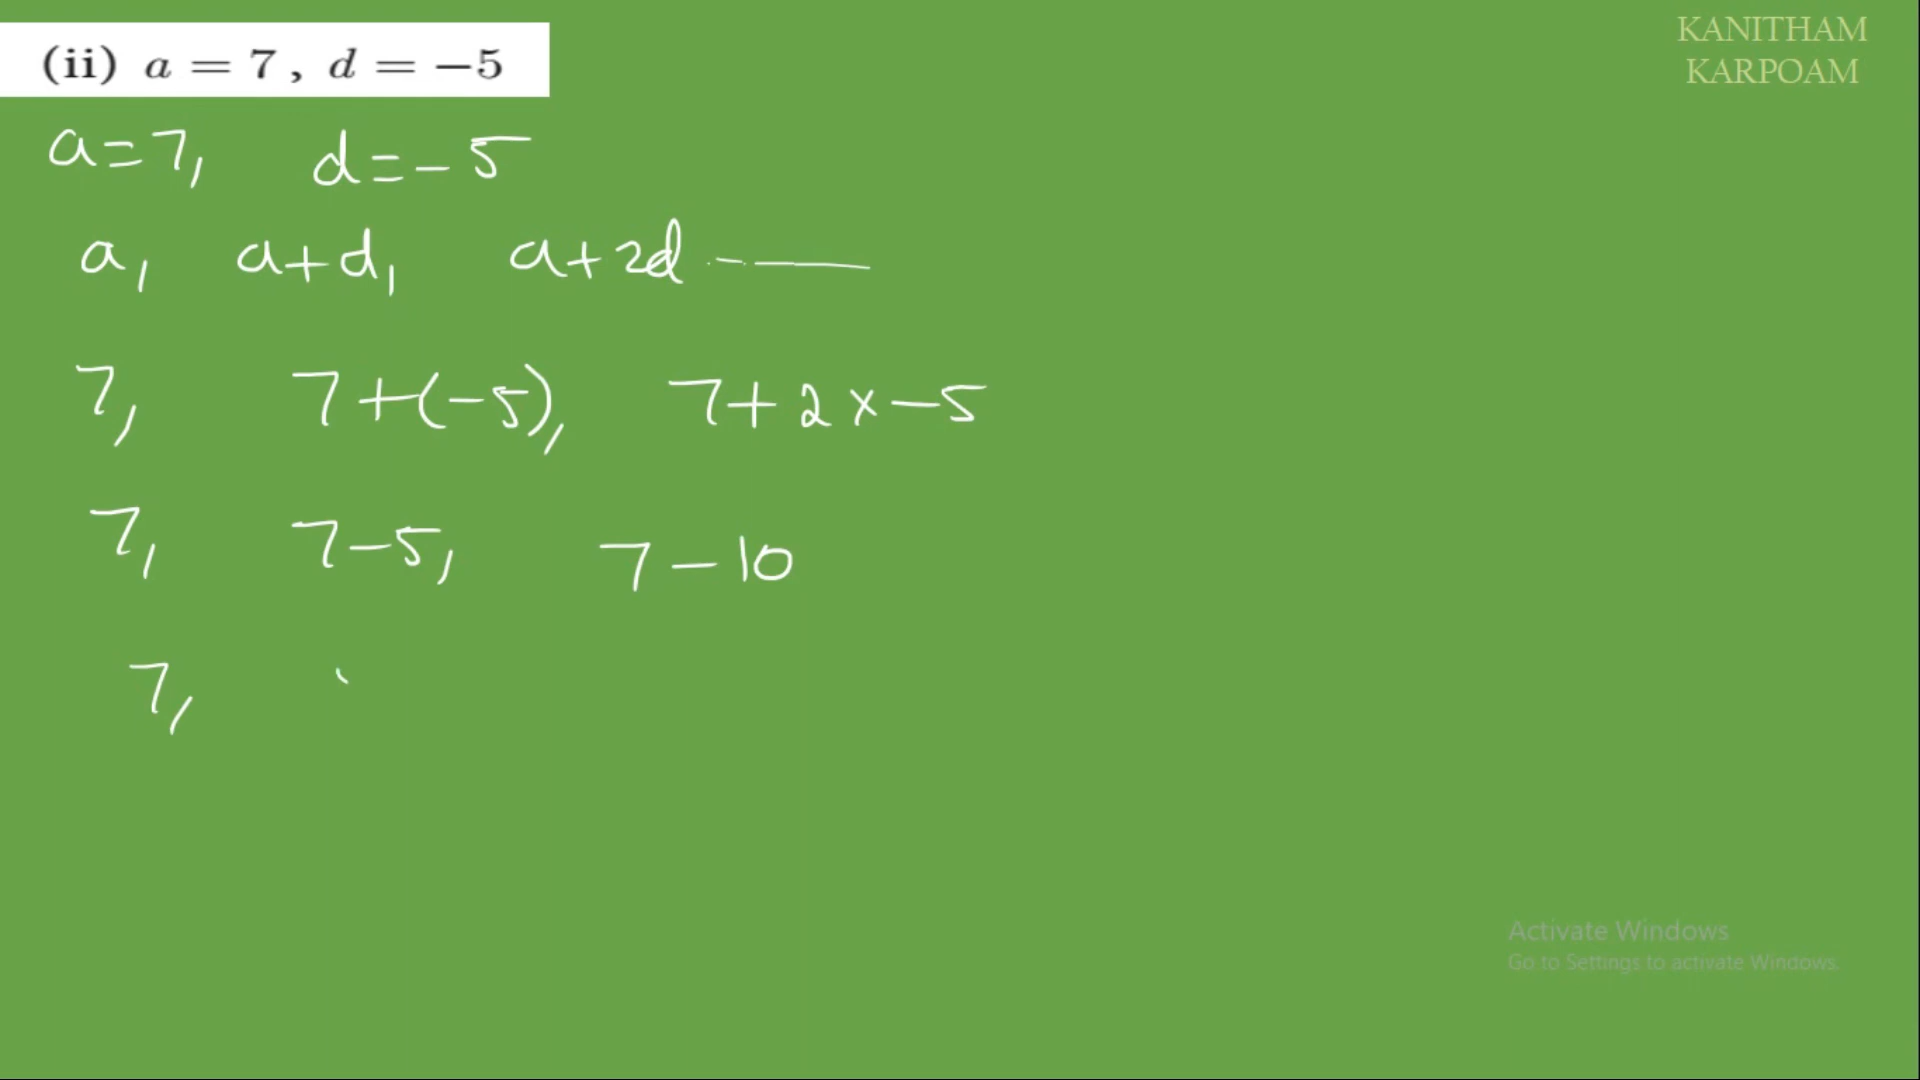 KANITHAM
KARPOAM
(ii) a = 7 , d = −5
a=7, d=-5
a, a+d, a+2d -----
7, 7+(-5), 7+2x-5
7, 7-5, 7-10
7,
Activate Windows
Go to Settings to activate Windows.